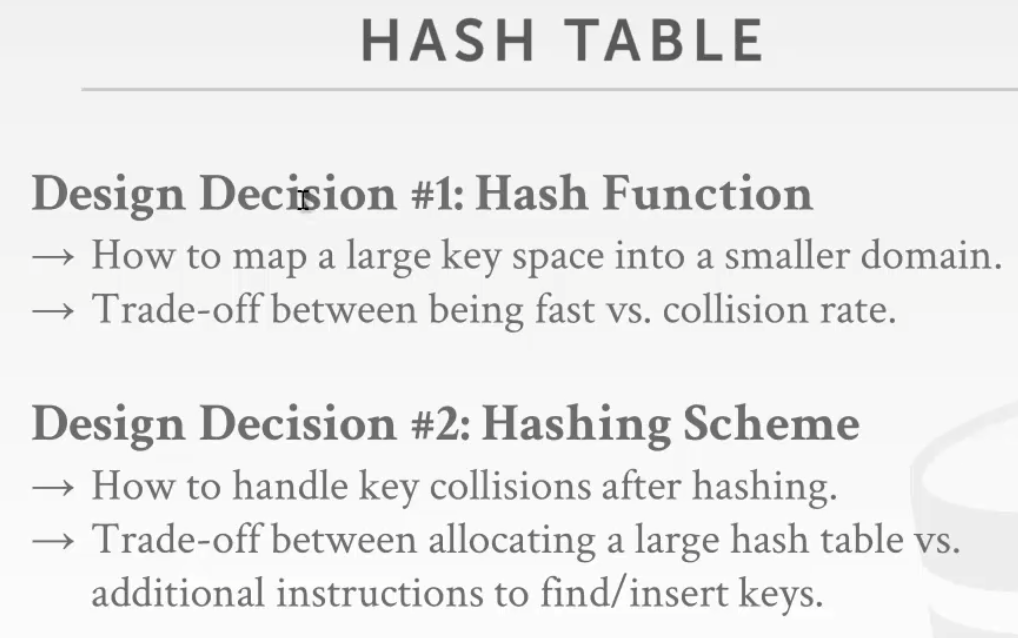 HASH TABLE
Design Decision #1: Hash Function
→ How to map a large key space into a smaller domain.
→ Trade-off between being fast vs. collision rate.
Design Decision #2: Hashing Scheme
→ How to handle key collisions after hashing.
→ Trade-off between allocating a large hash table vs.
additional instructions to find/insert keys.